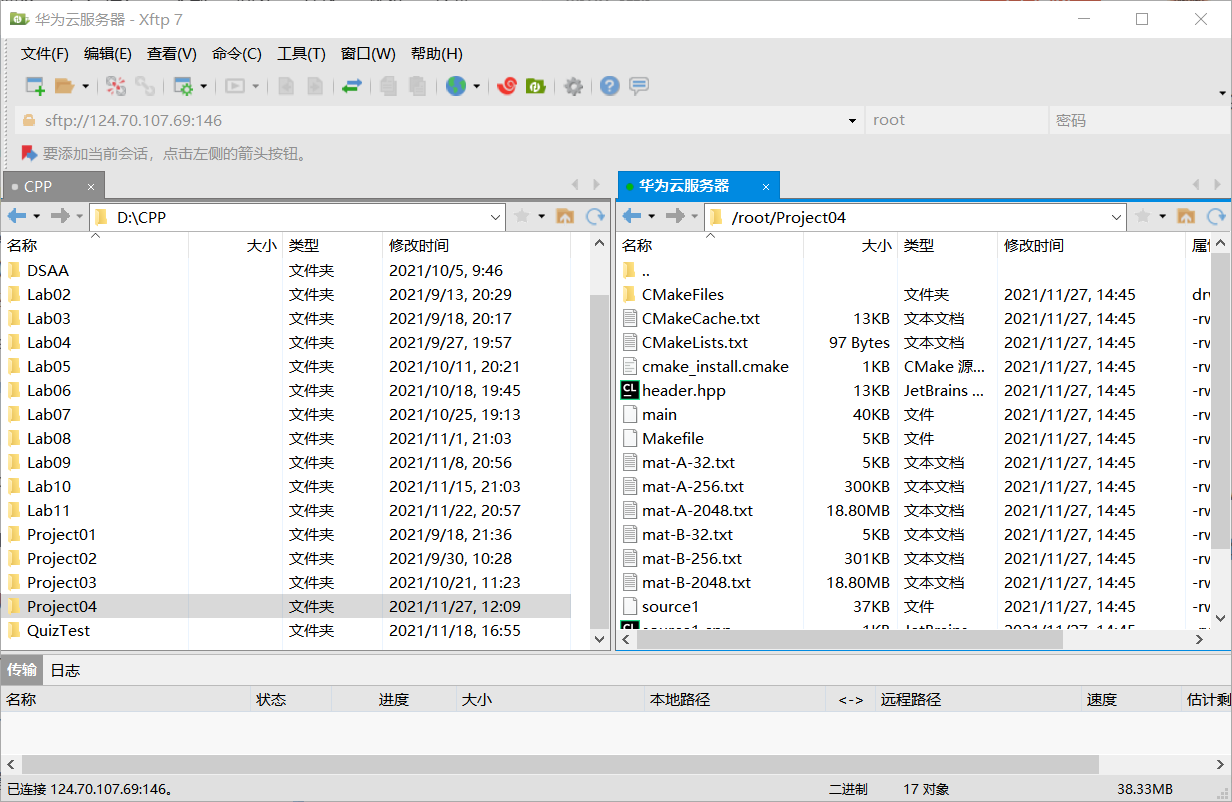 华为云服务器 - Xftp 7
文件(F) 编辑(E) 查看(V) 命令(C) 工具(T) 窗口(W) 帮助(H)
sftp://124.70.107.69:146 root 密码
要添加当前会话，点击左侧的箭头按钮。
CPP
D:\CPP
名称 大小 类型 修改时间
DSAA 文件夹 2021/10/5, 9:46
Lab02 文件夹 2021/9/13, 20:29
Lab03 文件夹 2021/9/18, 20:17
Lab04 文件夹 2021/9/27, 19:57
Lab05 文件夹 2021/10/11, 20:21
Lab06 文件夹 2021/10/18, 19:45
Lab07 文件夹 2021/10/25, 19:13
Lab08 文件夹 2021/11/1, 21:03
Lab09 文件夹 2021/11/8, 20:56
Lab10 文件夹 2021/11/15, 21:03
Lab11 文件夹 2021/11/22, 20:57
Project01 文件夹 2021/9/18, 21:36
Project02 文件夹 2021/9/30, 10:28
Project03 文件夹 2021/10/21, 11:23
Project04 文件夹 2021/11/27, 12:09
QuizTest 文件夹 2021/11/18, 16:55
华为云服务器
/root/Project04
名称 大小 类型 修改时间 属
..
CMakeFiles 文件夹 2021/11/27, 14:45 dr
CMakeCache.txt 13KB 文本文档 2021/11/27, 14:45 -rw
CMakeLists.txt 97 Bytes 文本文档 2021/11/27, 14:45 -rw
cmake_install.cmake 1KB CMake 源... 2021/11/27, 14:45 -rw
CL header.hpp 13KB JetBrains ... 2021/11/27, 14:45 -rw
main 40KB 文件 2021/11/27, 14:45 -rw
Makefile 5KB 文件 2021/11/27, 14:45 -rw
mat-A-32.txt 5KB 文本文档 2021/11/27, 14:45 -rw
mat-A-256.txt 300KB 文本文档 2021/11/27, 14:45 -rw
mat-A-2048.txt 18.80MB 文本文档 2021/11/27, 14:45 -rw
mat-B-32.txt 5KB 文本文档 2021/11/27, 14:45 -rw
mat-B-256.txt 301KB 文本文档 2021/11/27, 14:45 -rw
mat-B-2048.txt 18.80MB 文本文档 2021/11/27, 14:45 -rw
source1 37KB 文件 2021/11/27, 14:45 -rw
传输 日志
名称 状态 进度 大小 本地路径 <-> 远程路径 速度 估计剩
已连接 124.70.107.69:146。 二进制 17 对象 38.33MB